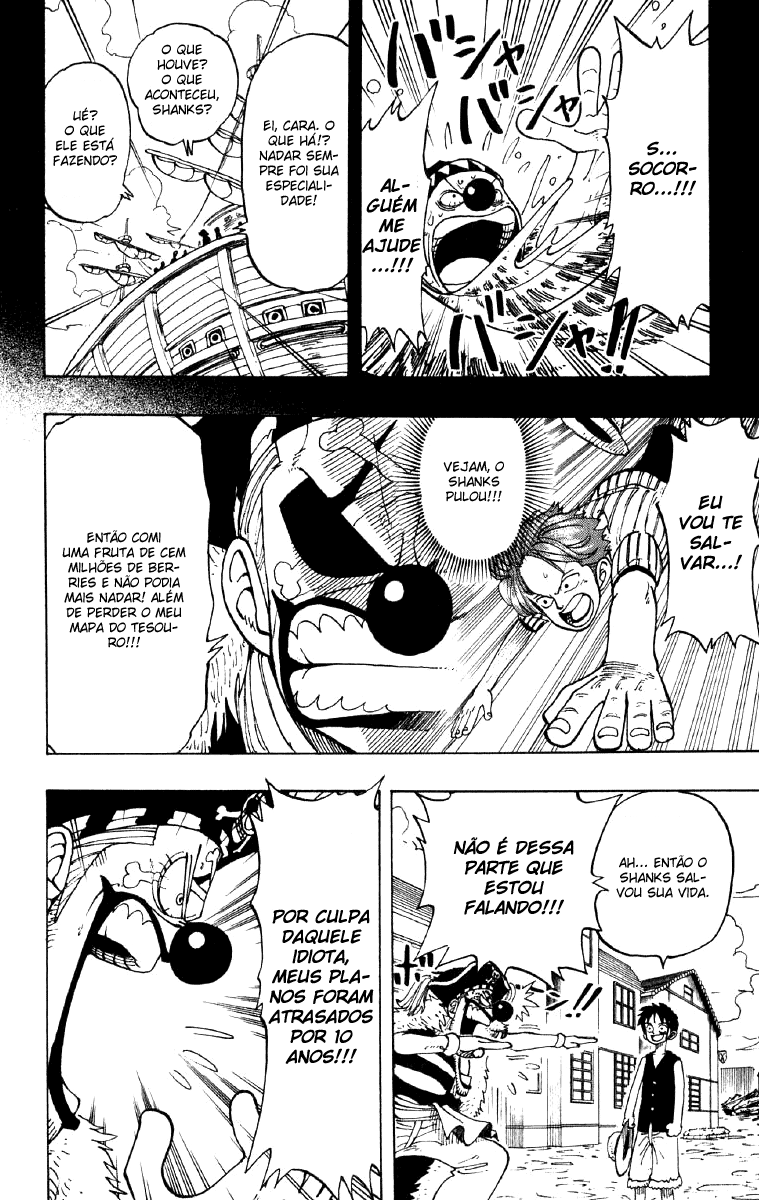 S...
SOCOR-
RO...!!!
AL-
GUÉM
ME
AJUDE
...!!!
バシャ
バシャ
バシャ
バシャ
EI, CARA. O
QUE HÁ!?
NADAR SEM-
PRE FOI SUA
ESPECIALI-
DADE!
O QUE
HOUVE?
O QUE
ACONTECEU,
SHANKS?
UÉ?
O QUE
ELE ESTÁ
FAZENDO?
EU
VOU TE
SAL-
VAR...!
VEJAM, O
SHANKS
PULOU!!!
ENTÃO COMI
UMA FRUTA DE CEM
MILHÕES DE BER-
RIES E NÃO PODIA
MAIS NADAR! ALÉM
DE PERDER O MEU
MAPA DO TESOU-
RO!!!
AH... ENTÃO O
SHANKS SAL-
VOU SUA VIDA.
NÃO É DESSA
PARTE QUE
ESTOU
FALANDO!!!
!!
POR CULPA
DAQUELE
IDIOTA,
MEUS PLA-
NOS FORAM
ATRASADOS
POR 10
ANOS!!!